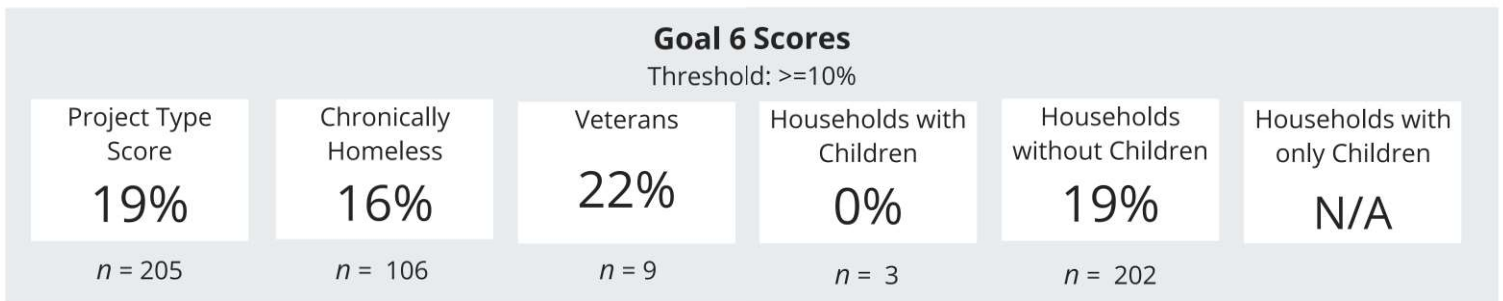 Goal 6 Scores
Threshold: >=10%
Project Type
Score
19%
n = 205
Chronically
Homeless
16%
n = 106
Veterans
22%
n = 9
Households with
Children
0%
n = 3
Households
without Children
19%
n = 202
Households with
only Children
N/A